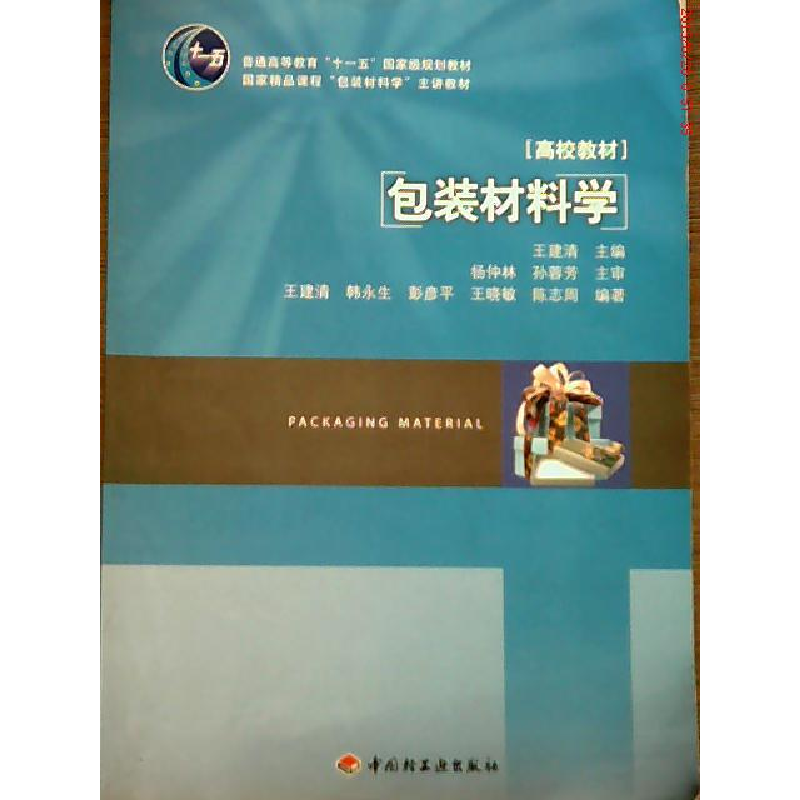 十一五
普通高等教育“十一五”国家级规划教材
国家精品课程“包装材料学”主讲教材
[高校教材]
包装材料学
王建清 主编
杨仲林 孙蓉芳 主审
王建清 韩永生 彭彦平 王晓敏 陈志周 编著
PACKAGING MATERIAL
中国轻工业出版社